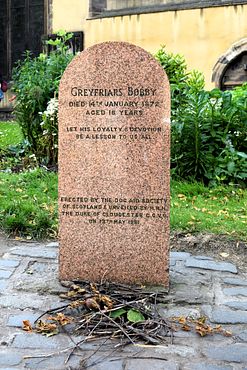 GREYFRIARS BOBBY
DIED 14TH JANUARY 1872
AGED 16 YEARS
LET HIS LOYALTY & DEVOTION
BE A LESSON TO US ALL
ERECTED BY THE DOG AID SOCIETY
OF SCOTLAND & UNVEILED BY H.R.H.
THE DUKE OF GLOUCESTER G.C.V.O.
ON 13TH MAY 1981